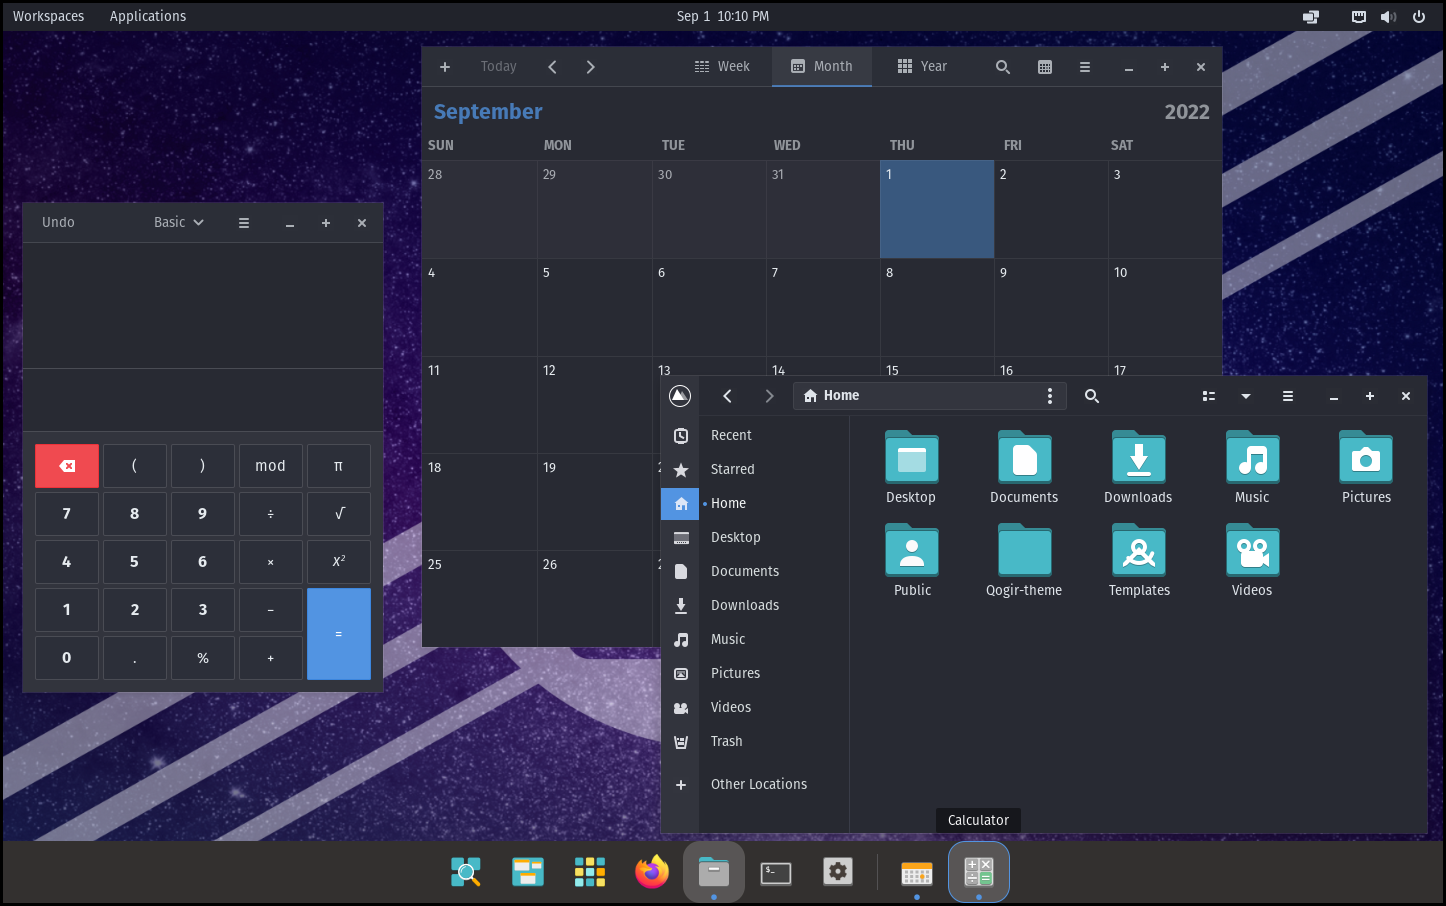 Workspaces Applications Sep 1 10:10 PM
Today Week Month Year
September 2022
SUN MON TUE WED THU FRI SAT
28 29 30 31 1 2 3
4 5 6 7 8 9 10
11 12 13 14 15 16 17
18 19
25 26
Undo Basic
( ) mod π
7 8 9 ÷ √
4 5 6 × x²
1 2 3 − =
0 . % +
Home
Recent
Starred
Home
Desktop
Documents
Downloads
Music
Pictures
Videos
Trash
Other Locations
Desktop Documents Downloads Music Pictures
Public Qogir-theme Templates Videos
Calculator
$_